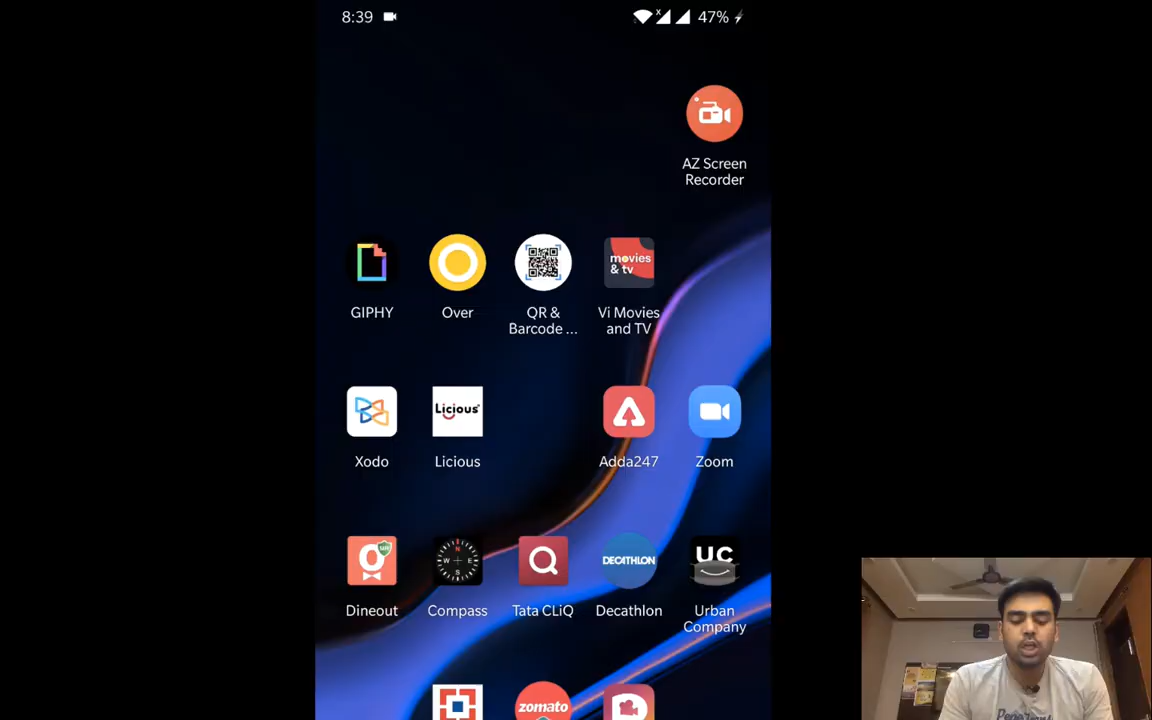 8:39
x
47%
AZ Screen
Recorder
movies
& tv
GIPHY
Over
QR &
Barcode ...
Vi Movies
and TV
Licious
Xodo
Licious
Adda247
Zoom
N
W
E
S
DECATHLON
UC
Dineout
Compass
Tata CLiQ
Decathlon
Urban
Company
zomato